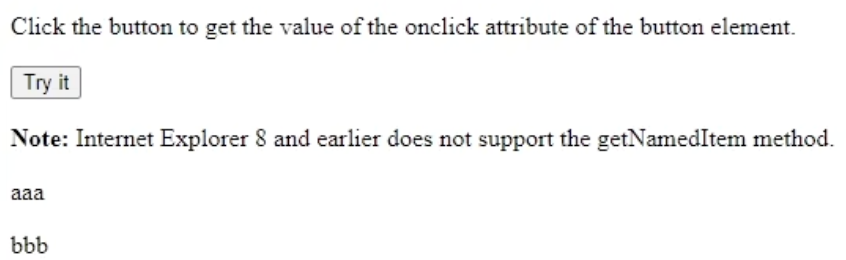 Click the button to get the value of the onclick attribute of the button element.
Try it
Note: Internet Explorer 8 and earlier does not support the getNamedItem method.
aaa
bbb